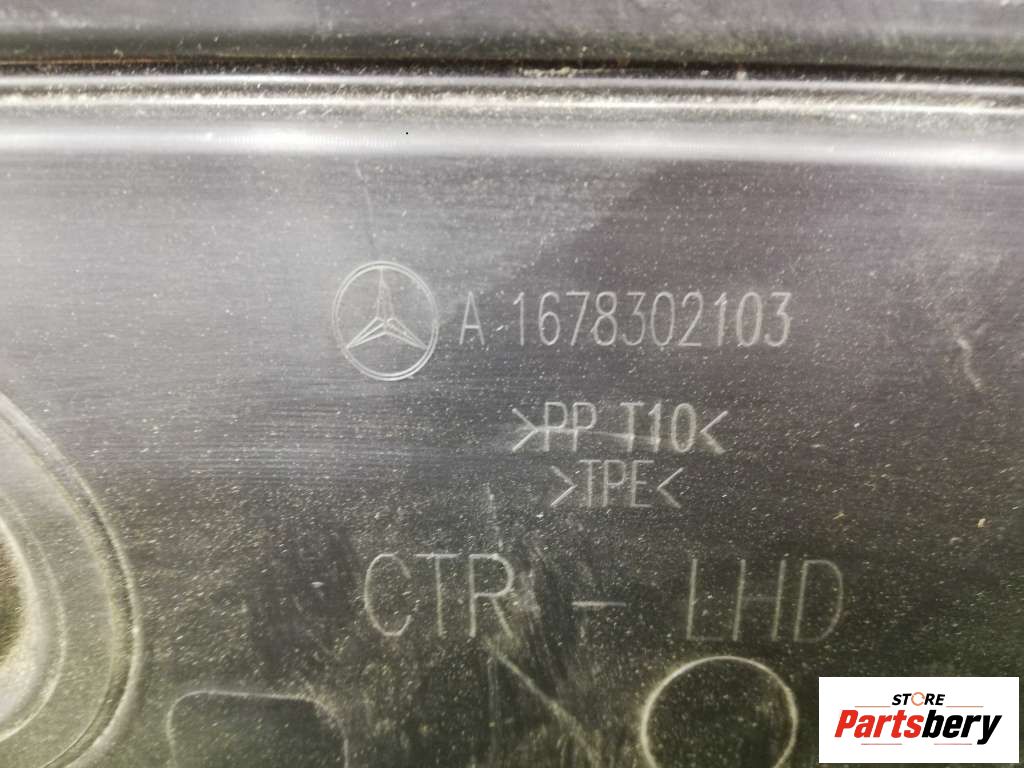 A 1678302103
>PP T10<
>TPE<
CTR - LHD
STORE
Partsbery